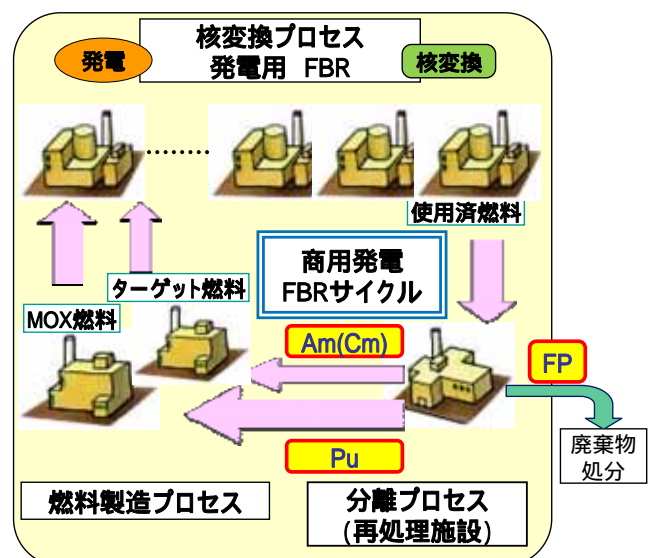 核変換プロセス
発電用 FBR
発電
核変換
使用済燃料
商用発電
FBRサイクル
ターゲット燃料
MOX燃料
Am(Cm)
FP
Pu
廃棄物
処分
燃料製造プロセス
分離プロセス
(再処理施設)